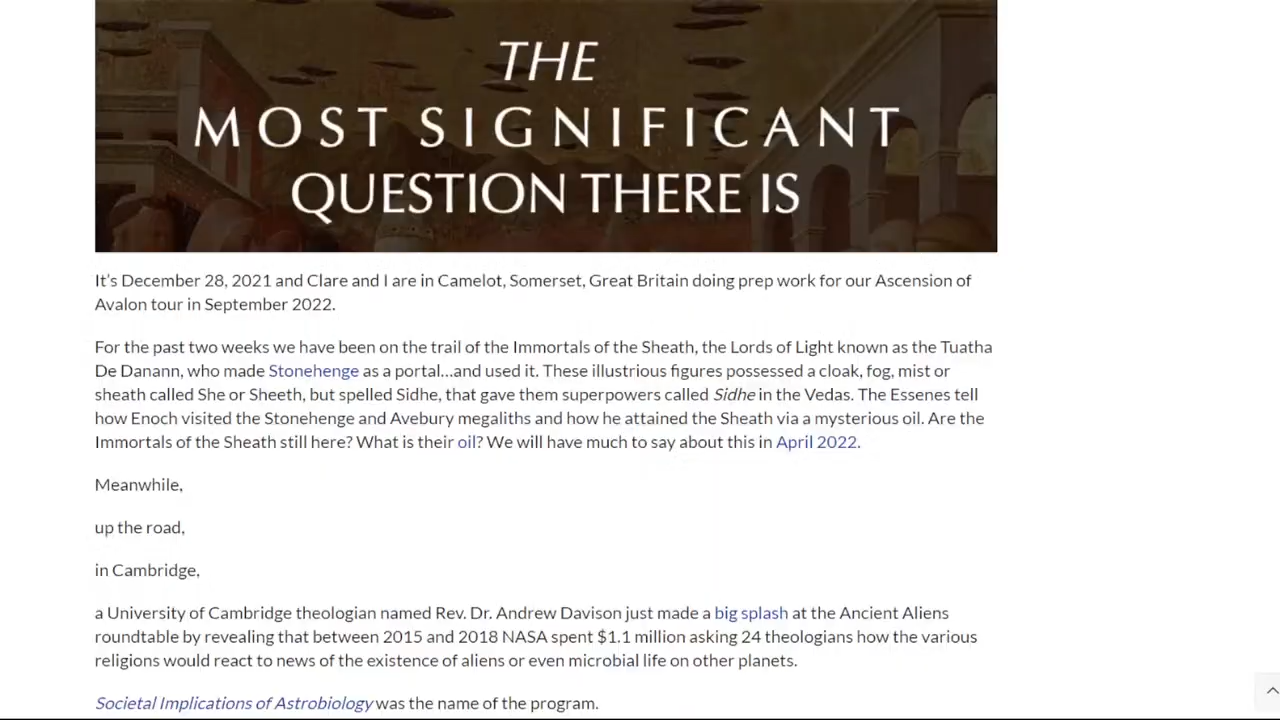 THE
MOST SIGNIFICANT
QUESTION THERE IS
It’s December 28, 2021 and Clare and I are in Camelot, Somerset, Great Britain doing prep work for our Ascension of
Avalon tour in September 2022.
For the past two weeks we have been on the trail of the Immortals of the Sheath, the Lords of Light known as the Tuatha
De Danann, who made Stonehenge as a portal…and used it. These illustrious figures possessed a cloak, fog, mist or
sheath called She or Sheeth, but spelled Sidhe, that gave them superpowers called Sidhe in the Vedas. The Essenes tell
how Enoch visited the Stonehenge and Avebury megaliths and how he attained the Sheath via a mysterious oil. Are the
Immortals of the Sheath still here? What is their oil? We will have much to say about this in April 2022.
Meanwhile,
up the road,
in Cambridge,
a University of Cambridge theologian named Rev. Dr. Andrew Davison just made a big splash at the Ancient Aliens
roundtable by revealing that between 2015 and 2018 NASA spent $1.1 million asking 24 theologians how the various
religions would react to news of the existence of aliens or even microbial life on other planets.
Societal Implications of Astrobiology was the name of the program.